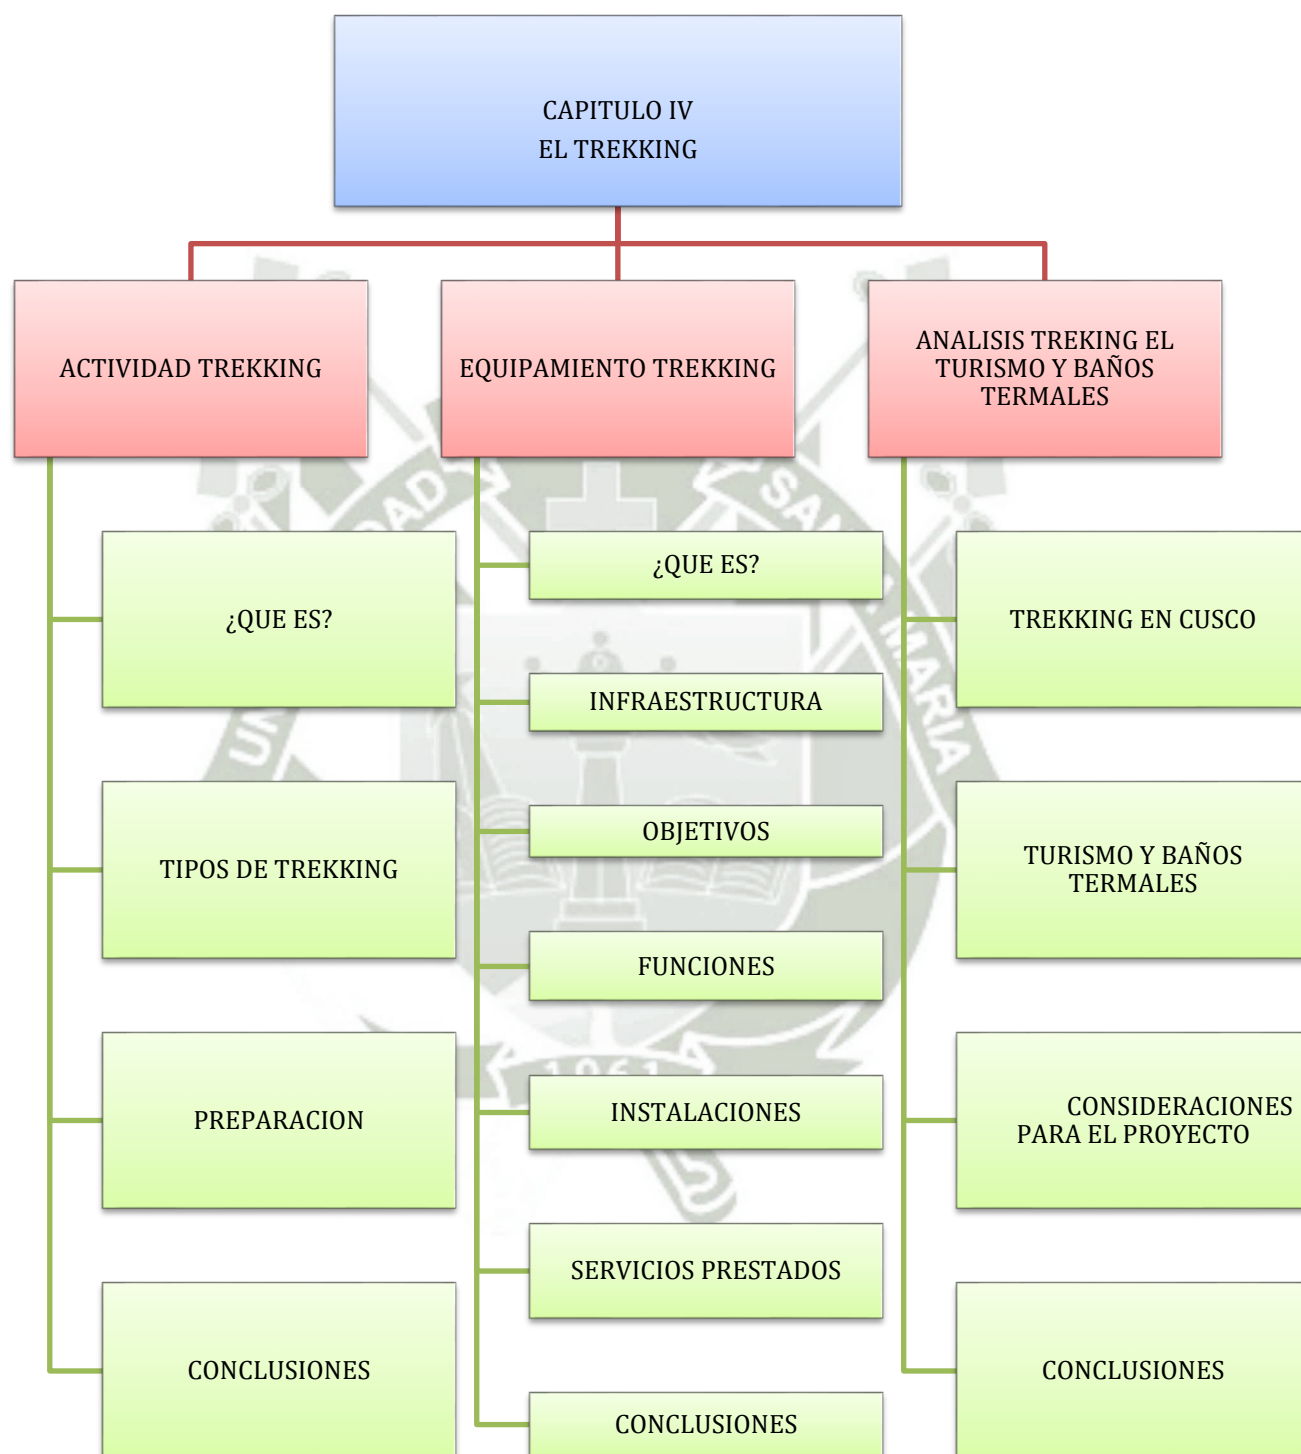 CAPITULO IV
EL TREKKING
ACTIVIDAD TREKKING
¿QUE ES?
TIPOS DE TREKKING
PREPARACION
CONCLUSIONES
EQUIPAMIENTO TREKKING
¿QUE ES?
INFRAESTRUCTURA
OBJETIVOS
FUNCIONES
INSTALACIONES
SERVICIOS PRESTADOS
CONCLUSIONES
ANALISIS TREKING EL
TURISMO Y BAÑOS
TERMALES
TREKKING EN CUSCO
TURISMO Y BAÑOS
TERMALES
CONSIDERACIONES
PARA EL PROYECTO
CONCLUSIONES
MARIA
1961